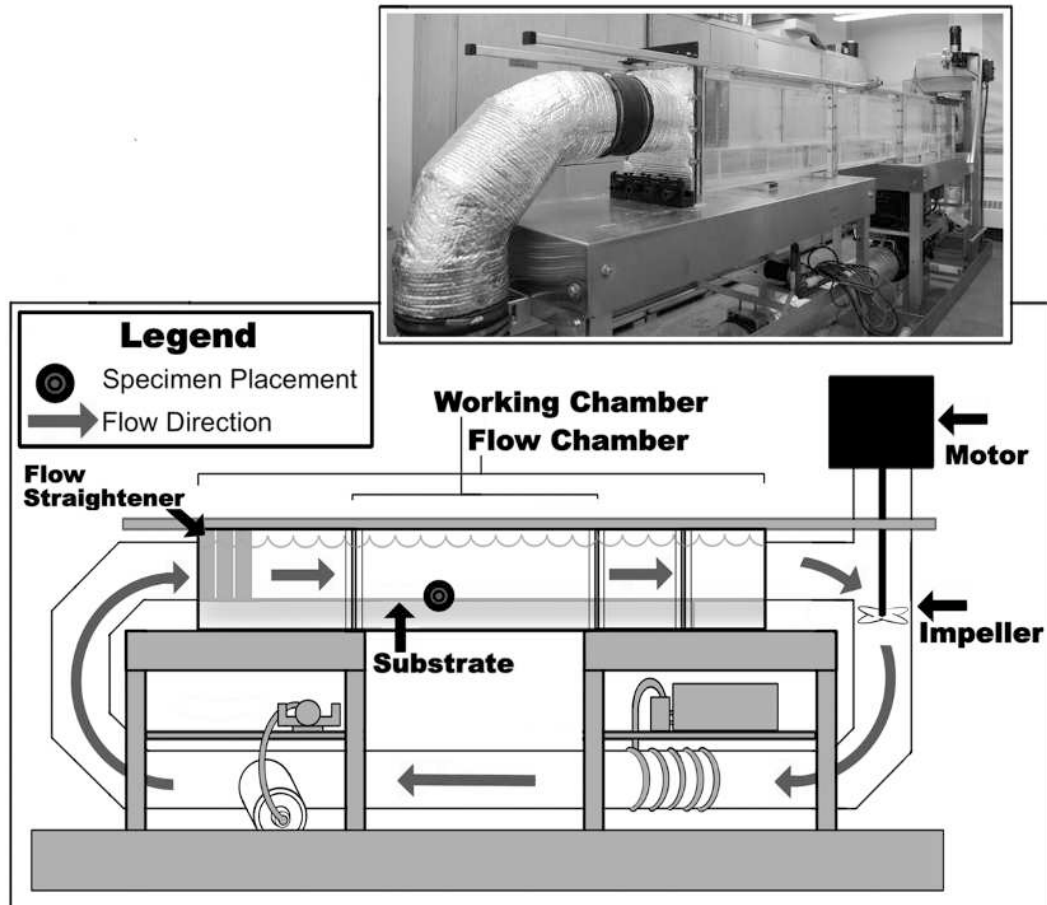 Legend
Specimen Placement
Flow Direction
Working Chamber
Flow Chamber
Motor
Flow
Straightener
Impeller
Substrate